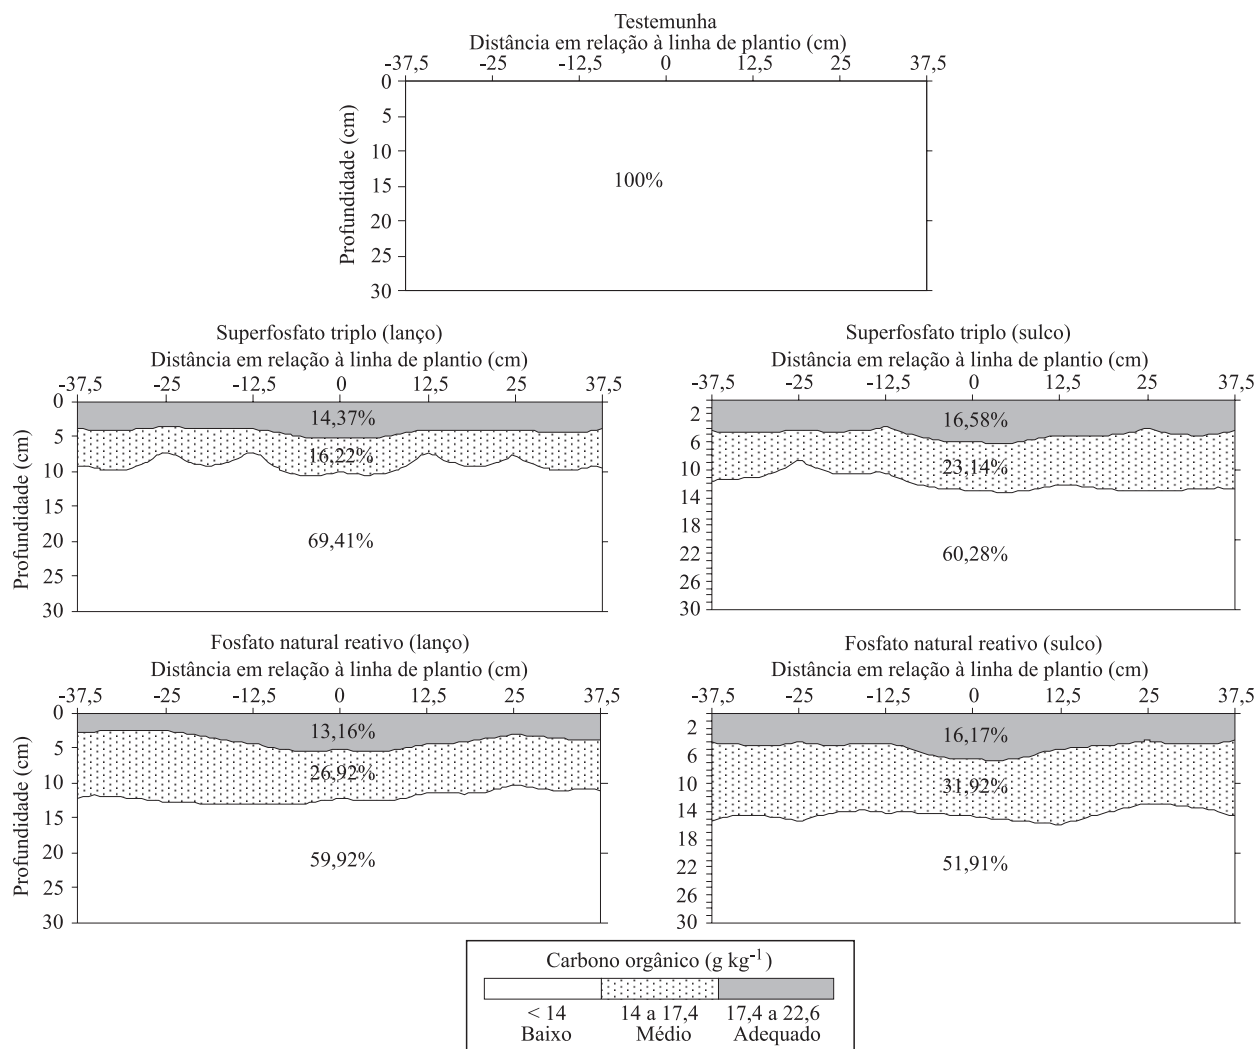 Testemunha
Distância em relação à linha de plantio (cm)
-37,5 -25 -12,5 0 12,5 25 37,5
Profundidade (cm)
0
5
10
15
20
25
30
100%
Superfosfato triplo (lanço)
Distância em relação à linha de plantio (cm)
-37,5 -25 -12,5 0 12,5 25 37,5
Profundidade (cm)
0
5
10
15
20
25
30
14,37%
16,22%
69,41%
Superfosfato triplo (sulco)
Distância em relação à linha de plantio (cm)
-37,5 -25 -12,5 0 12,5 25 37,5
2
6
10
14
18
22
26
30
16,58%
23,14%
60,28%
Fosfato natural reativo (lanço)
Distância em relação à linha de plantio (cm)
-37,5 -25 -12,5 0 12,5 25 37,5
Profundidade (cm)
0
5
10
15
20
25
30
13,16%
26,92%
59,92%
Fosfato natural reativo (sulco)
Distância em relação à linha de plantio (cm)
-37,5 -25 -12,5 0 12,5 25 37,5
2
6
10
14
18
22
26
30
16,17%
31,92%
51,91%
Carbono orgânico (g kg⁻¹)
< 14 14 a 17,4 17,4 a 22,6
Baixo Médio Adequado